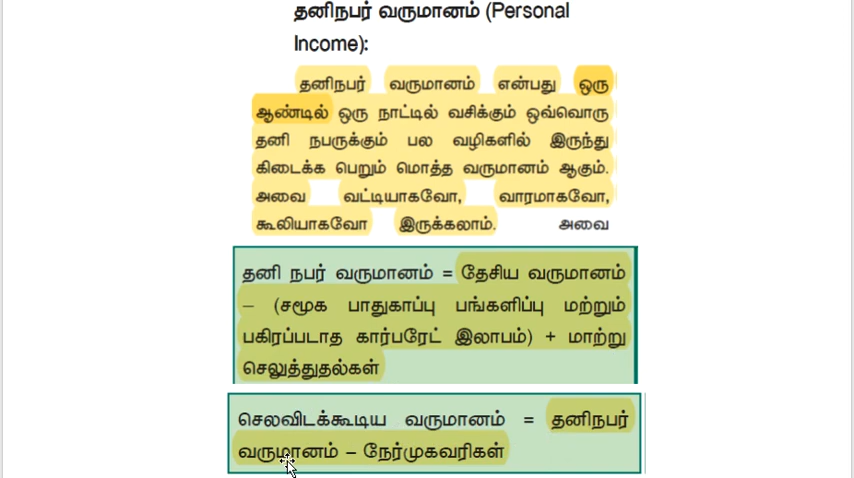 தனிநபர் வருமானம் (Personal
Income):
தனிநபர் வருமானம் என்பது ஒரு
ஆண்டில் ஒரு நாட்டில் வசிக்கும் ஒவ்வொரு
தனி நபருக்கும் பல வழிகளில் இருந்து
கிடைக்க பெறும் மொத்த வருமானம் ஆகும்.
அவை வட்டியாகவோ, வாரமாகவோ,
கூலியாகவோ இருக்கலாம். அவை
தனி நபர் வருமானம் = தேசிய வருமானம்
– (சமூக பாதுகாப்பு பங்களிப்பு மற்றும்
பகிரப்படாத கார்பரேட் இலாபம்) + மாற்று
செலுத்துதல்கள்
செலவிடக்கூடிய வருமானம் = தனிநபர்
வருமானம் – நேர்முகவரிகள்